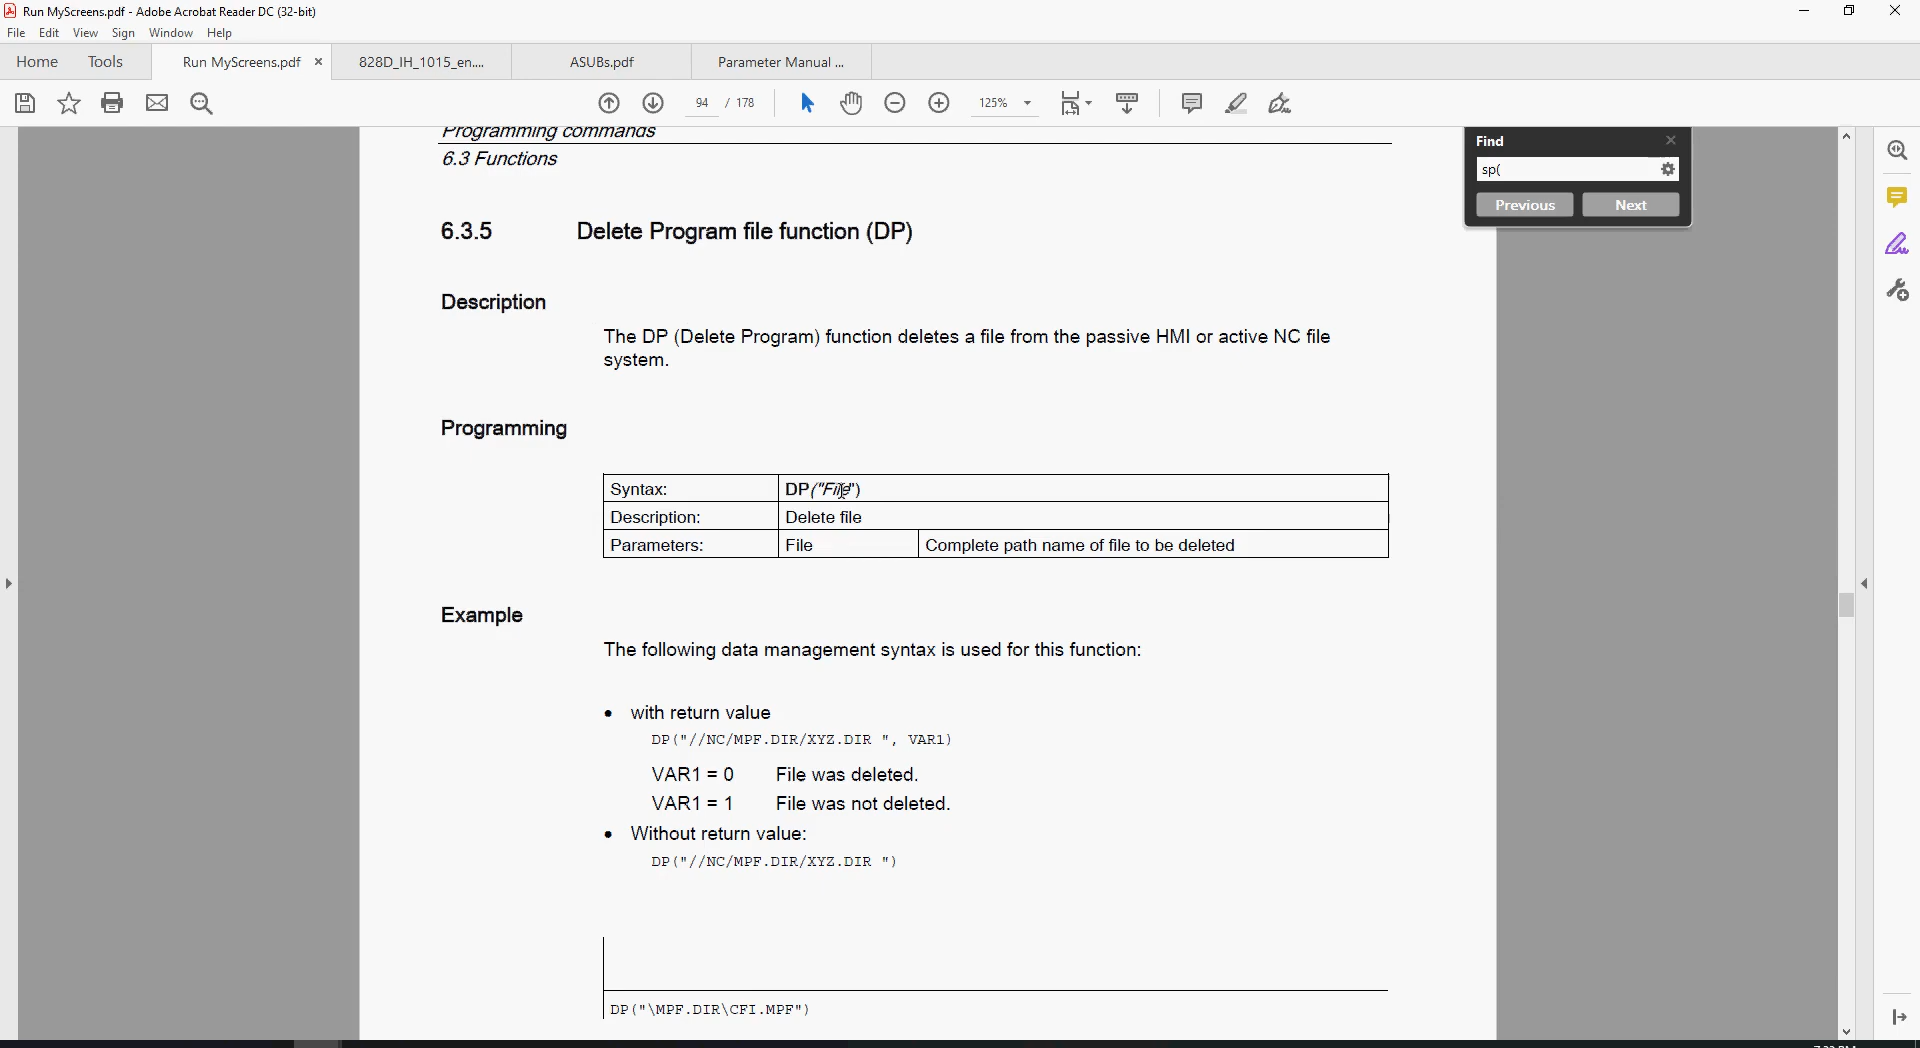 Run MyScreens.pdf - Adobe Acrobat Reader DC (32-bit)
File Edit View Sign Window Help
Home Tools Run MyScreens.pdf 828D_IH_1015_en.... ASUBs.pdf Parameter Manual ...
94 / 178 125%
Programming commands
6.3 Functions
Find
sp(
Previous Next
6.3.5 Delete Program file function (DP)
Description
The DP (Delete Program) function deletes a file from the passive HMI or active NC file
system.
Programming
Syntax: DP("File")
Description: Delete file
Parameters: File Complete path name of file to be deleted
Example
The following data management syntax is used for this function:
• with return value
DP("//NC/MPF.DIR/XYZ.DIR ", VAR1)
VAR1 = 0 File was deleted.
VAR1 = 1 File was not deleted.
• Without return value:
DP("//NC/MPF.DIR/XYZ.DIR ")
DP("\MPF.DIR\CFI.MPF")